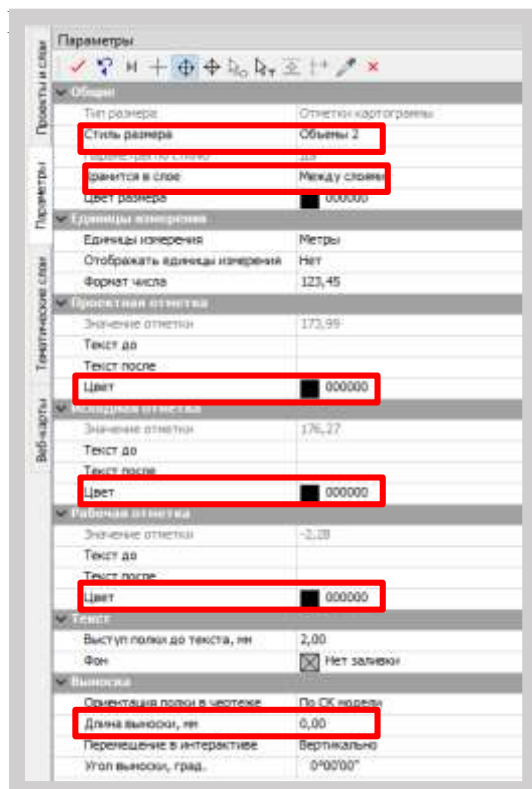 Параметры
Проекты и слои
Параметры
Тематические слои
Веб-карты
Общие
Тип размера Отметки картограммы
Стиль размера Объемы 2
Параметры по стилю Да
Хранится в слое Между слоями
Цвет размера 000000
Единицы измерения
Единицы измерения Метры
Отображать единицы измерения Нет
Формат числа 123,45
Проектная отметка
Значение отметки 173,99
Текст до
Текст после
Цвет 000000
Исходная отметка
Значение отметки 176,27
Текст до
Текст после
Цвет 000000
Рабочая отметка
Значение отметки -2,28
Текст до
Текст после
Цвет 000000
Текст
Выступ полки до текста, мм 2,00
Фон Нет заливки
Выноска
Ориентация полки в чертеже По СК модели
Длина выноски, мм 0,00
Перемещение в интерактиве Вертикально
Угол выноски, град. 0°00'00"